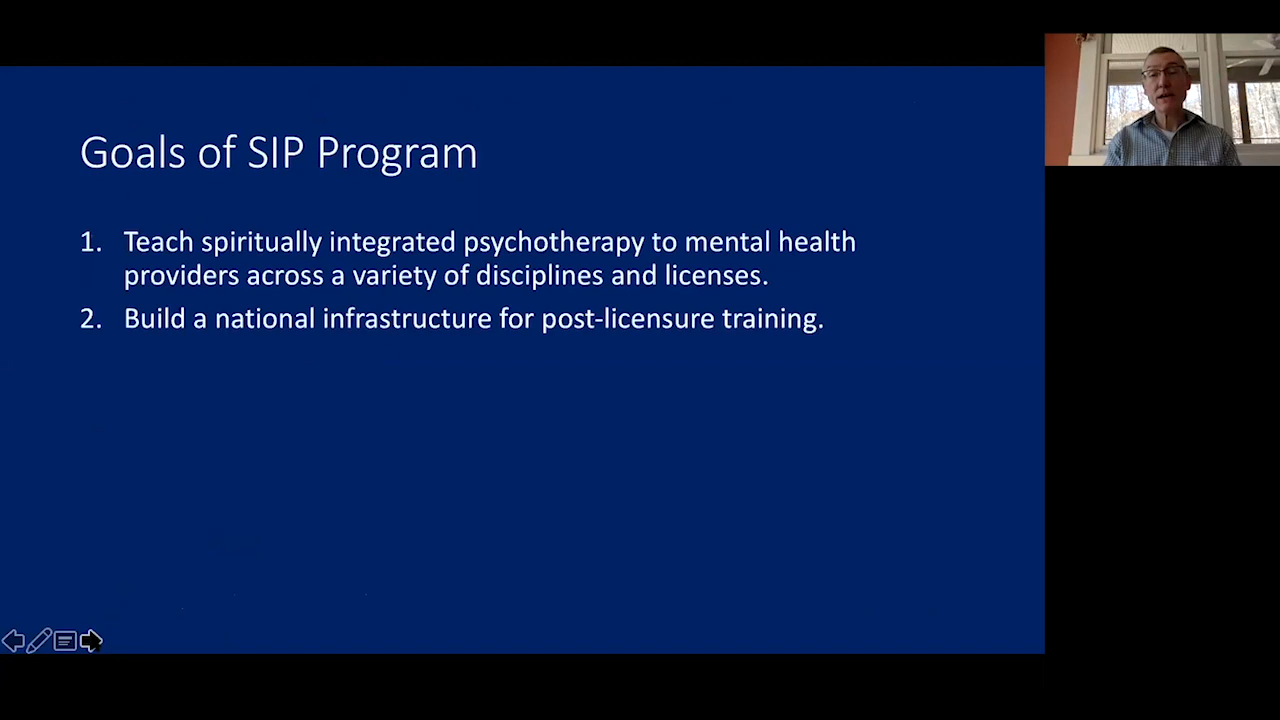 Goals of SIP Program
1. Teach spiritually integrated psychotherapy to mental health
providers across a variety of disciplines and licenses.
2. Build a national infrastructure for post-licensure training.